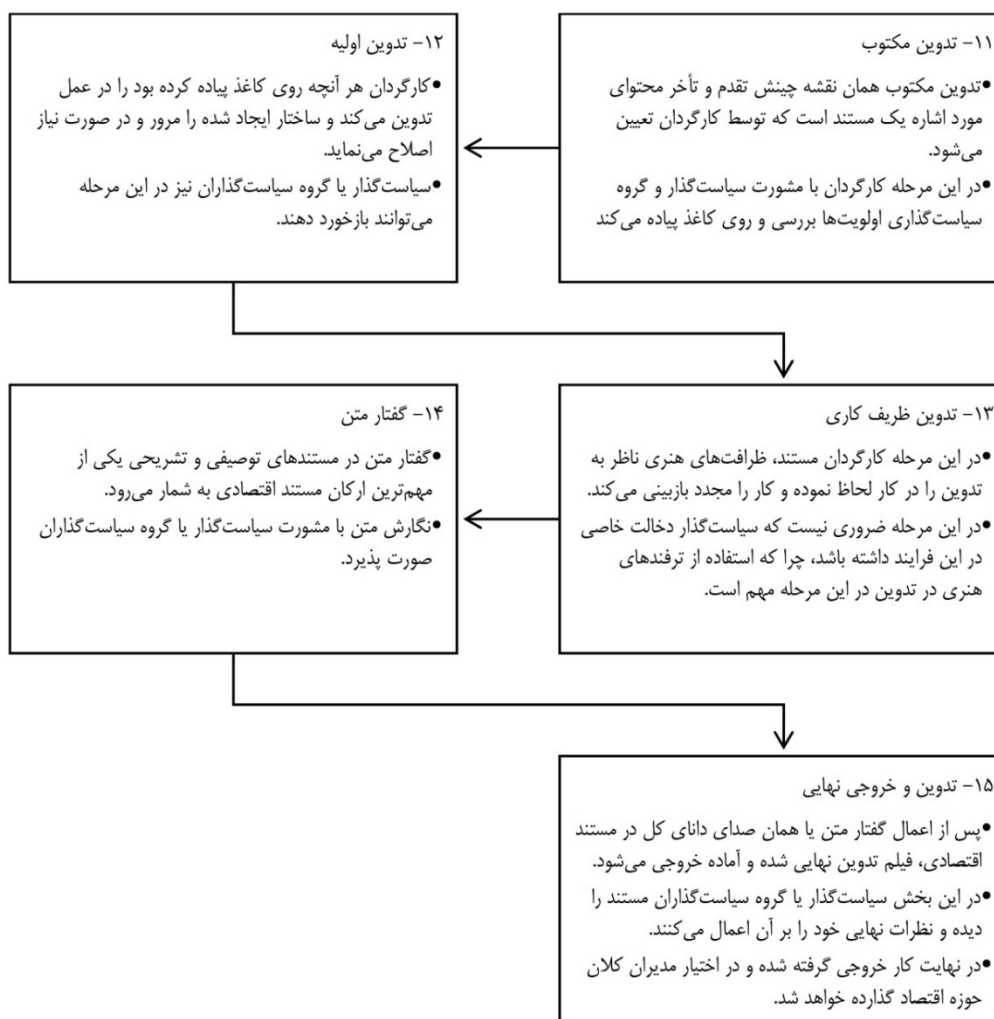 ۱۱- تدوین مکتوب
●تدوین مکتوب همان نقشه چینش تقدم و تأخر محتوای
مورد اشاره یک مستند است که توسط کارگردان تعیین
می‌شود.
●در این مرحله کارگردان با مشورت سیاست‌گذار و گروه
سیاست‌گذاری اولویت‌ها بررسی و روی کاغذ پیاده می‌کند
۱۲- تدوین اولیه
●کارگردان هر آنچه روی کاغذ پیاده کرده بود را در عمل
تدوین می‌کند و ساختار ایجاد شده را مرور و در صورت نیاز
اصلاح می‌نماید.
●سیاست‌گذار یا گروه سیاست‌گذاران نیز در این مرحله
می‌توانند بازخورد دهند.
۱۳- تدوین ظریف کاری
●در این مرحله کارگردان مستند، ظرافت‌های هنری ناظر به
تدوین را در کار لحاظ نموده و کار را مجدد بازبینی می‌کند.
●در این مرحله ضروری نیست که سیاست‌گذار دخالت خاصی
در این فرایند داشته باشد، چرا که استفاده از ترفندهای
هنری در تدوین در این مرحله مهم است.
۱۴- گفتار متن
●گفتار متن در مستندهای توصیفی و تشریحی یکی از
مهم‌ترین ارکان مستند اقتصادی به شمار می‌رود.
●نگارش متن با مشورت سیاست‌گذار یا گروه سیاست‌گذاران
صورت پذیرد.
۱۵- تدوین و خروجی نهایی
●پس از اعمال گفتار متن یا همان صدای دانای کل در مستند
اقتصادی، فیلم تدوین نهایی شده و آماده خروجی می‌شود.
●در این بخش سیاست‌گذار یا گروه سیاست‌گذاران مستند را
دیده و نظرات نهایی خود را بر آن اعمال می‌کنند.
●در نهایت کار خروجی گرفته شده و در اختیار مدیران کلان
حوزه اقتصاد گذارده خواهد شد.